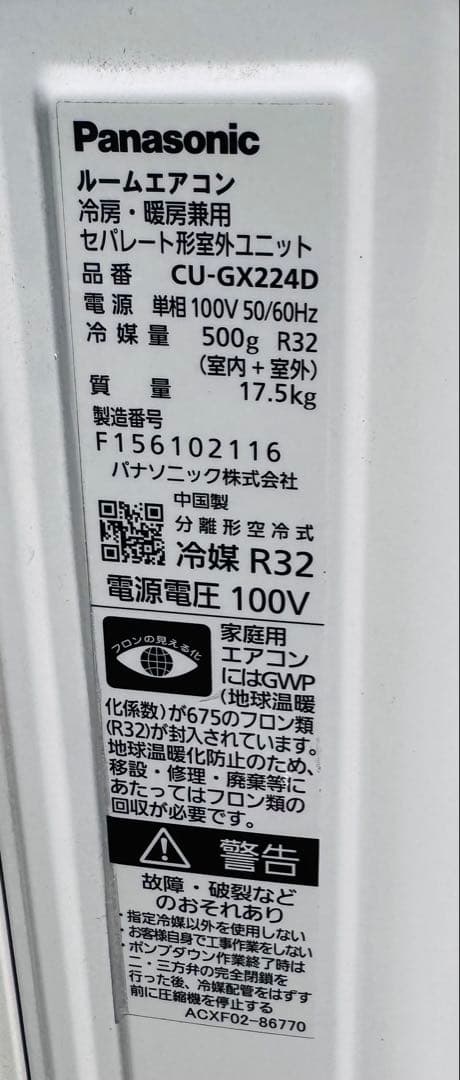 Panasonic
ルームエアコン
冷房・暖房兼用
セパレート形室外ユニット
品番 CU-GX224D
電源 単相100V 50/60Hz
冷媒量 500g R32
(室内+室外)
質量 17.5kg
製造番号
F156102116
パナソニック株式会社
中国製
分離形空冷式
冷媒 R32
電源電圧 100V
フロンの見える化
家庭用
エアコン
にはGWP
(地球温暖
化係数)が675のフロン類
(R32)が封入されています。
地球温暖化防止のため、
移設・修理・廃棄等に
あたってはフロン類の
回収が必要です。
警告
故障・破裂など
のおそれあり
・指定冷媒以外を使用しない
・お客様自身で工事作業をしない
・ポンプダウン作業終了時は
二・三方弁の完全閉鎖を
行った後、冷媒配管をはずす
前に圧縮機を停止する
ACXF02-86770